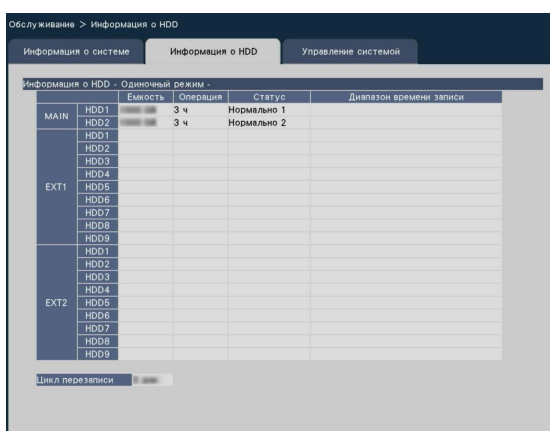 Обслуживание > Информация о HDD
Информация о системе Информация о HDD Управление системой
Информация о HDD - Одиночный режим -
Емкость Операция Статус Диапазон времени записи
MAIN
HDD1 3 ч Нормально 1
HDD2 3 ч Нормально 2
EXT1
HDD1
HDD2
HDD3
HDD4
HDD5
HDD6
HDD7
HDD8
HDD9
EXT2
HDD1
HDD2
HDD3
HDD4
HDD5
HDD6
HDD7
HDD8
HDD9
Цикл перезаписи